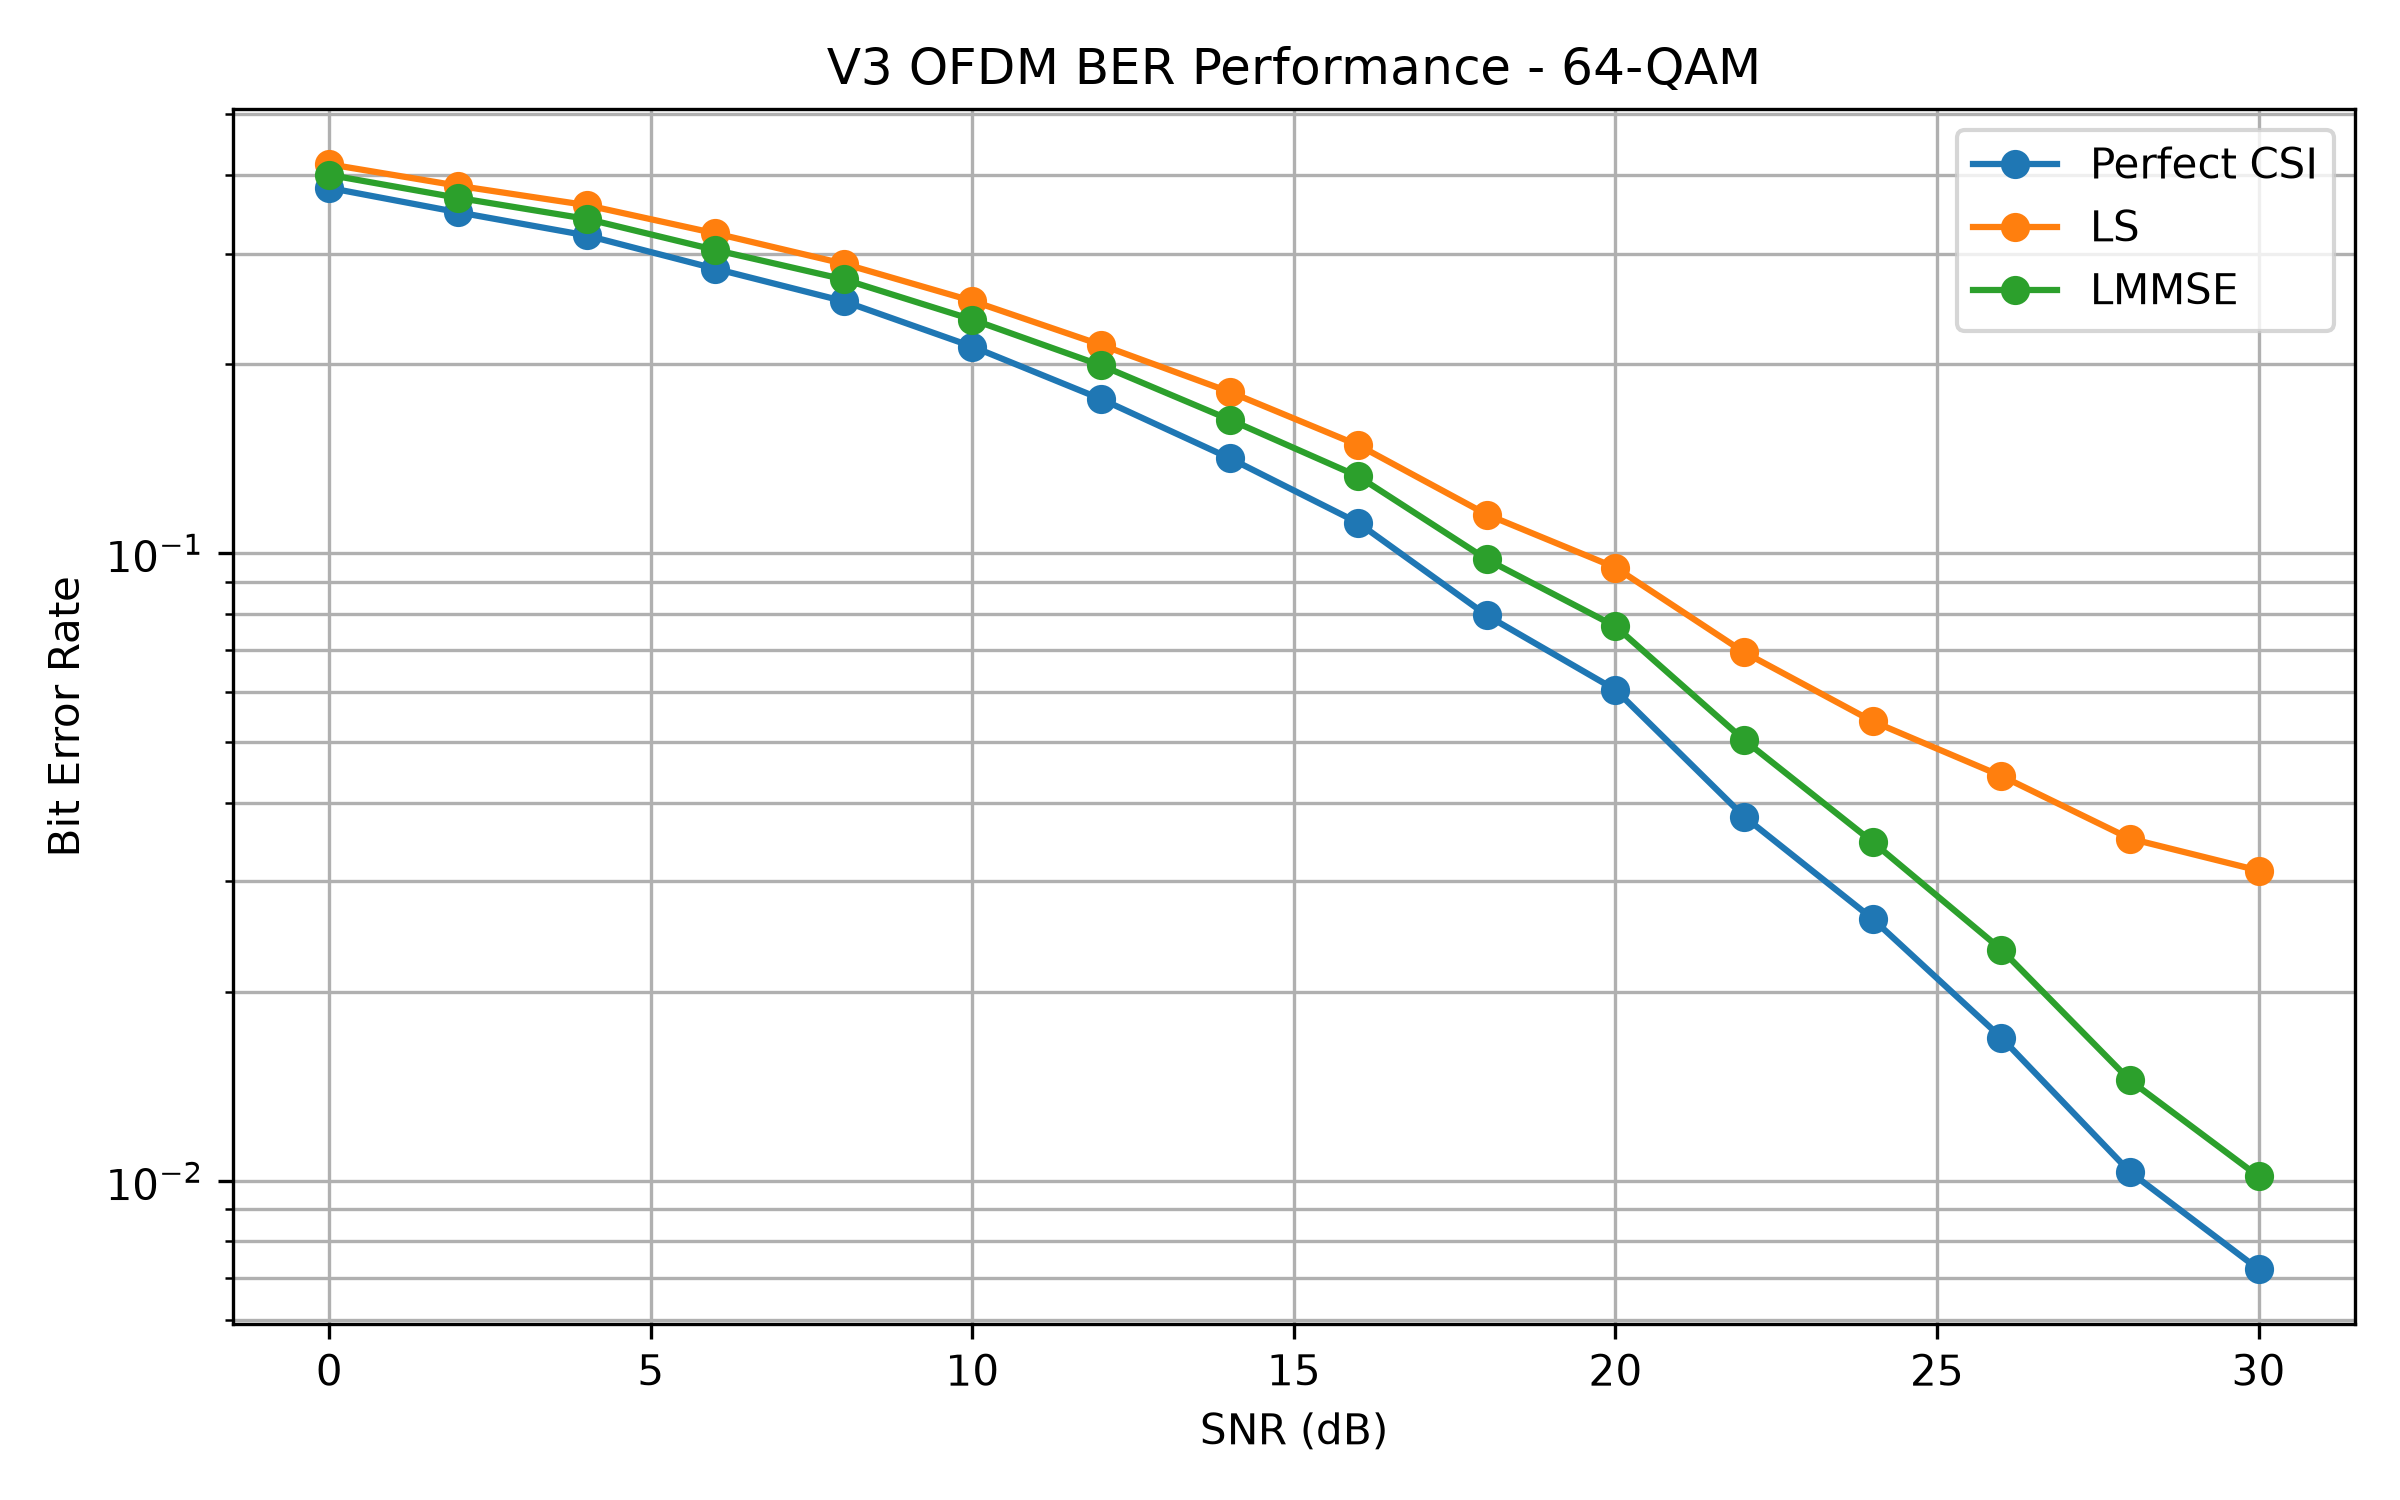 V3 OFDM BER Performance - 64-QAM
Perfect CSI
LS
LMMSE
Bit Error Rate
10⁻¹
10⁻²
0 5 10 15 20 25 30
SNR (dB)